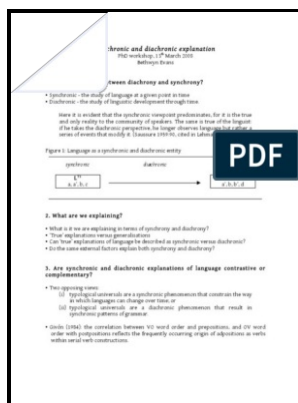 chronic and diachronic explanation
PhD workshop, 11th March 2005
Bethwyn Evans
between diachrony and synchrony?
• Synchronic - the study of language at a given point in time
• Diachronic - the study of linguistic development through time
Here it is evident that the synchronic viewpoint predominates, for it is the true
and only reality to the community of speakers. The same is true of the linguist
if he takes the diachronic perspective, he longer observes language but rather a
series of events that modify it. (Saussure 1959:90, cited in Lehmann
Figure 1: Language as a synchronic and diachronic entity
synchronic diachronic
PDF
a, a', b, c
a', b, b', d
2. What are we explaining?
• What is it we are explaining in terms of synchrony and diachrony?
• 'True' explanations versus generalisations
• Can 'true' explanations of language be described as synchronic versus diachronic?
• Do the same external factors explain both synchrony and diachrony?
3. Are synchronic and diachronic explanations of language contrastive or
complementary?
• Two opposing views:
(i) typological universals are a synchronic phenomenon that constrain the way
in which languages can change over time; or
(ii) typological universals are a diachronic phenomenon that result in
synchronic patterns of grammar
(1984): the correlation between VO word order and prepositions, and OV word
order with postpositions reflects the frequently occurring origin of adpositions as verbs
within serial verb constructions